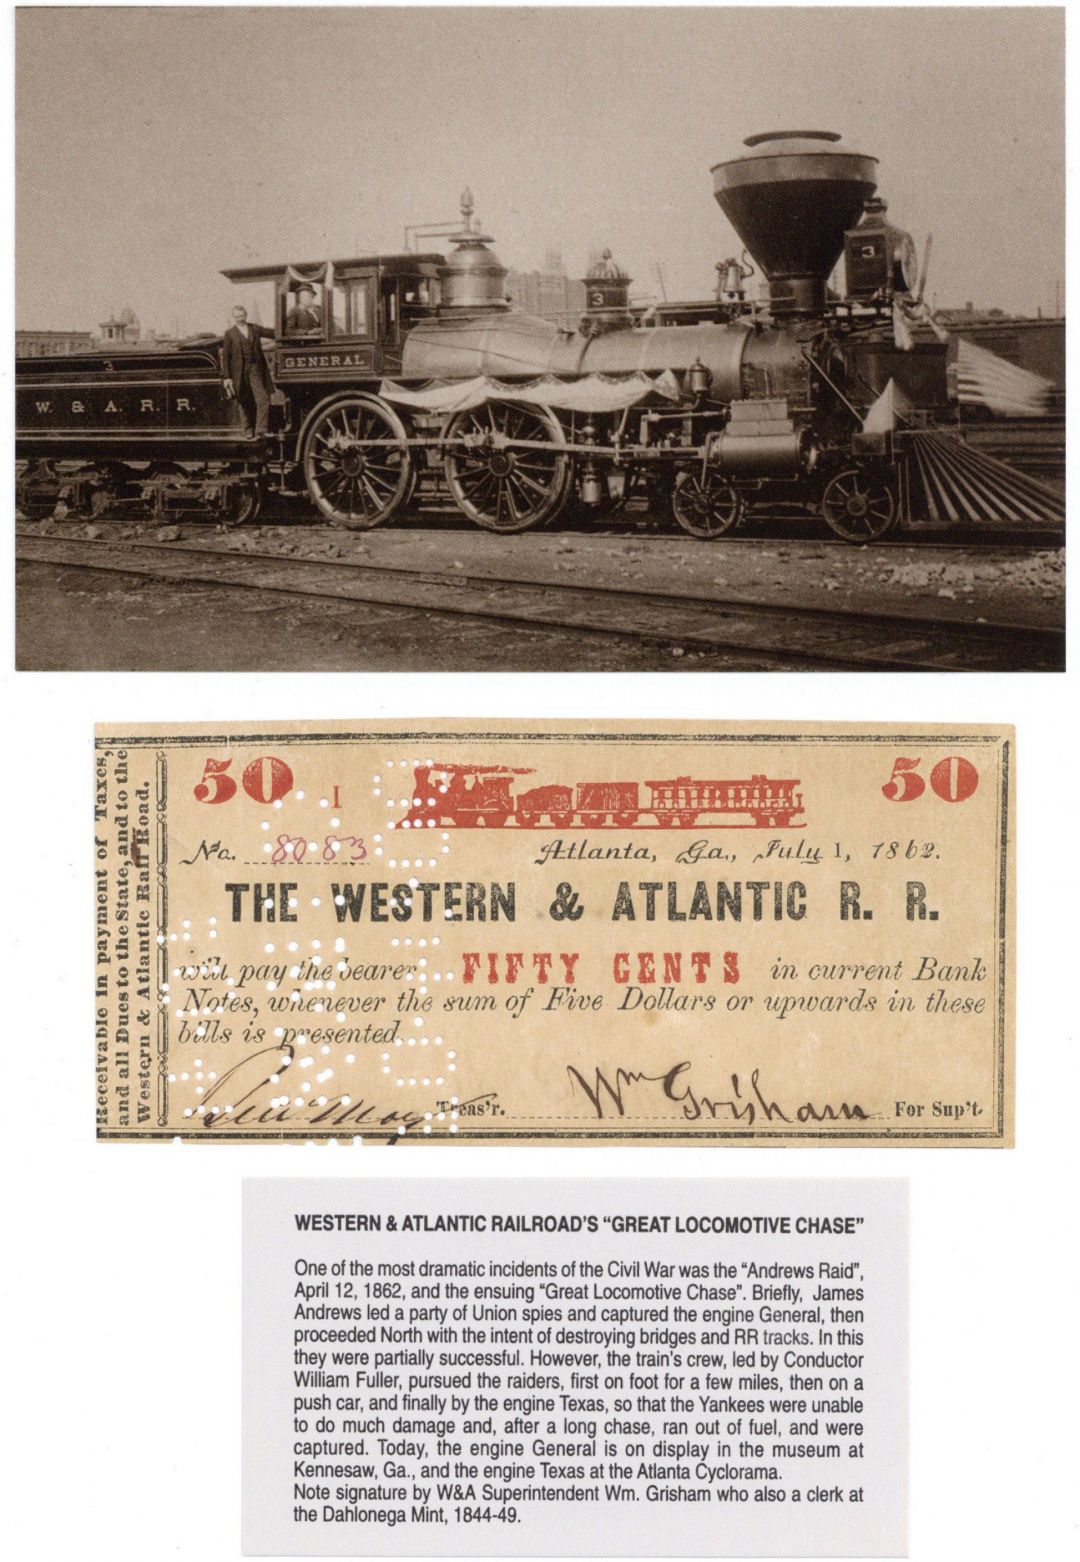 3
3
GENERAL
3
W. & A. R. R.
50 I 50
No. 8083 Atlanta, Ga., July 1, 1862.
THE WESTERN & ATLANTIC R. R.
will pay the bearer FIFTY CENTS in current Bank
Notes, whenever the sum of Five Dollars or upwards in these
bills is presented.
Treas'r. Wm Grisham For Sup't.
Receivable in payment of Taxes,
and all Dues to the State, and to the
Western & Atlantic Rail Road.
WESTERN & ATLANTIC RAILROAD'S “GREAT LOCOMOTIVE CHASE”
One of the most dramatic incidents of the Civil War was the “Andrews Raid”,
April 12, 1862, and the ensuing “Great Locomotive Chase”. Briefly, James
Andrews led a party of Union spies and captured the engine General, then
proceeded North with the intent of destroying bridges and RR tracks. In this
they were partially successful. However, the train's crew, led by Conductor
William Fuller, pursued the raiders, first on foot for a few miles, then on a
push car, and finally by the engine Texas, so that the Yankees were unable
to do much damage and, after a long chase, ran out of fuel, and were
captured. Today, the engine General is on display in the museum at
Kennesaw, Ga., and the engine Texas at the Atlanta Cyclorama.
Note signature by W&A Superintendent Wm. Grisham who also a clerk at
the Dahlonega Mint, 1844-49.